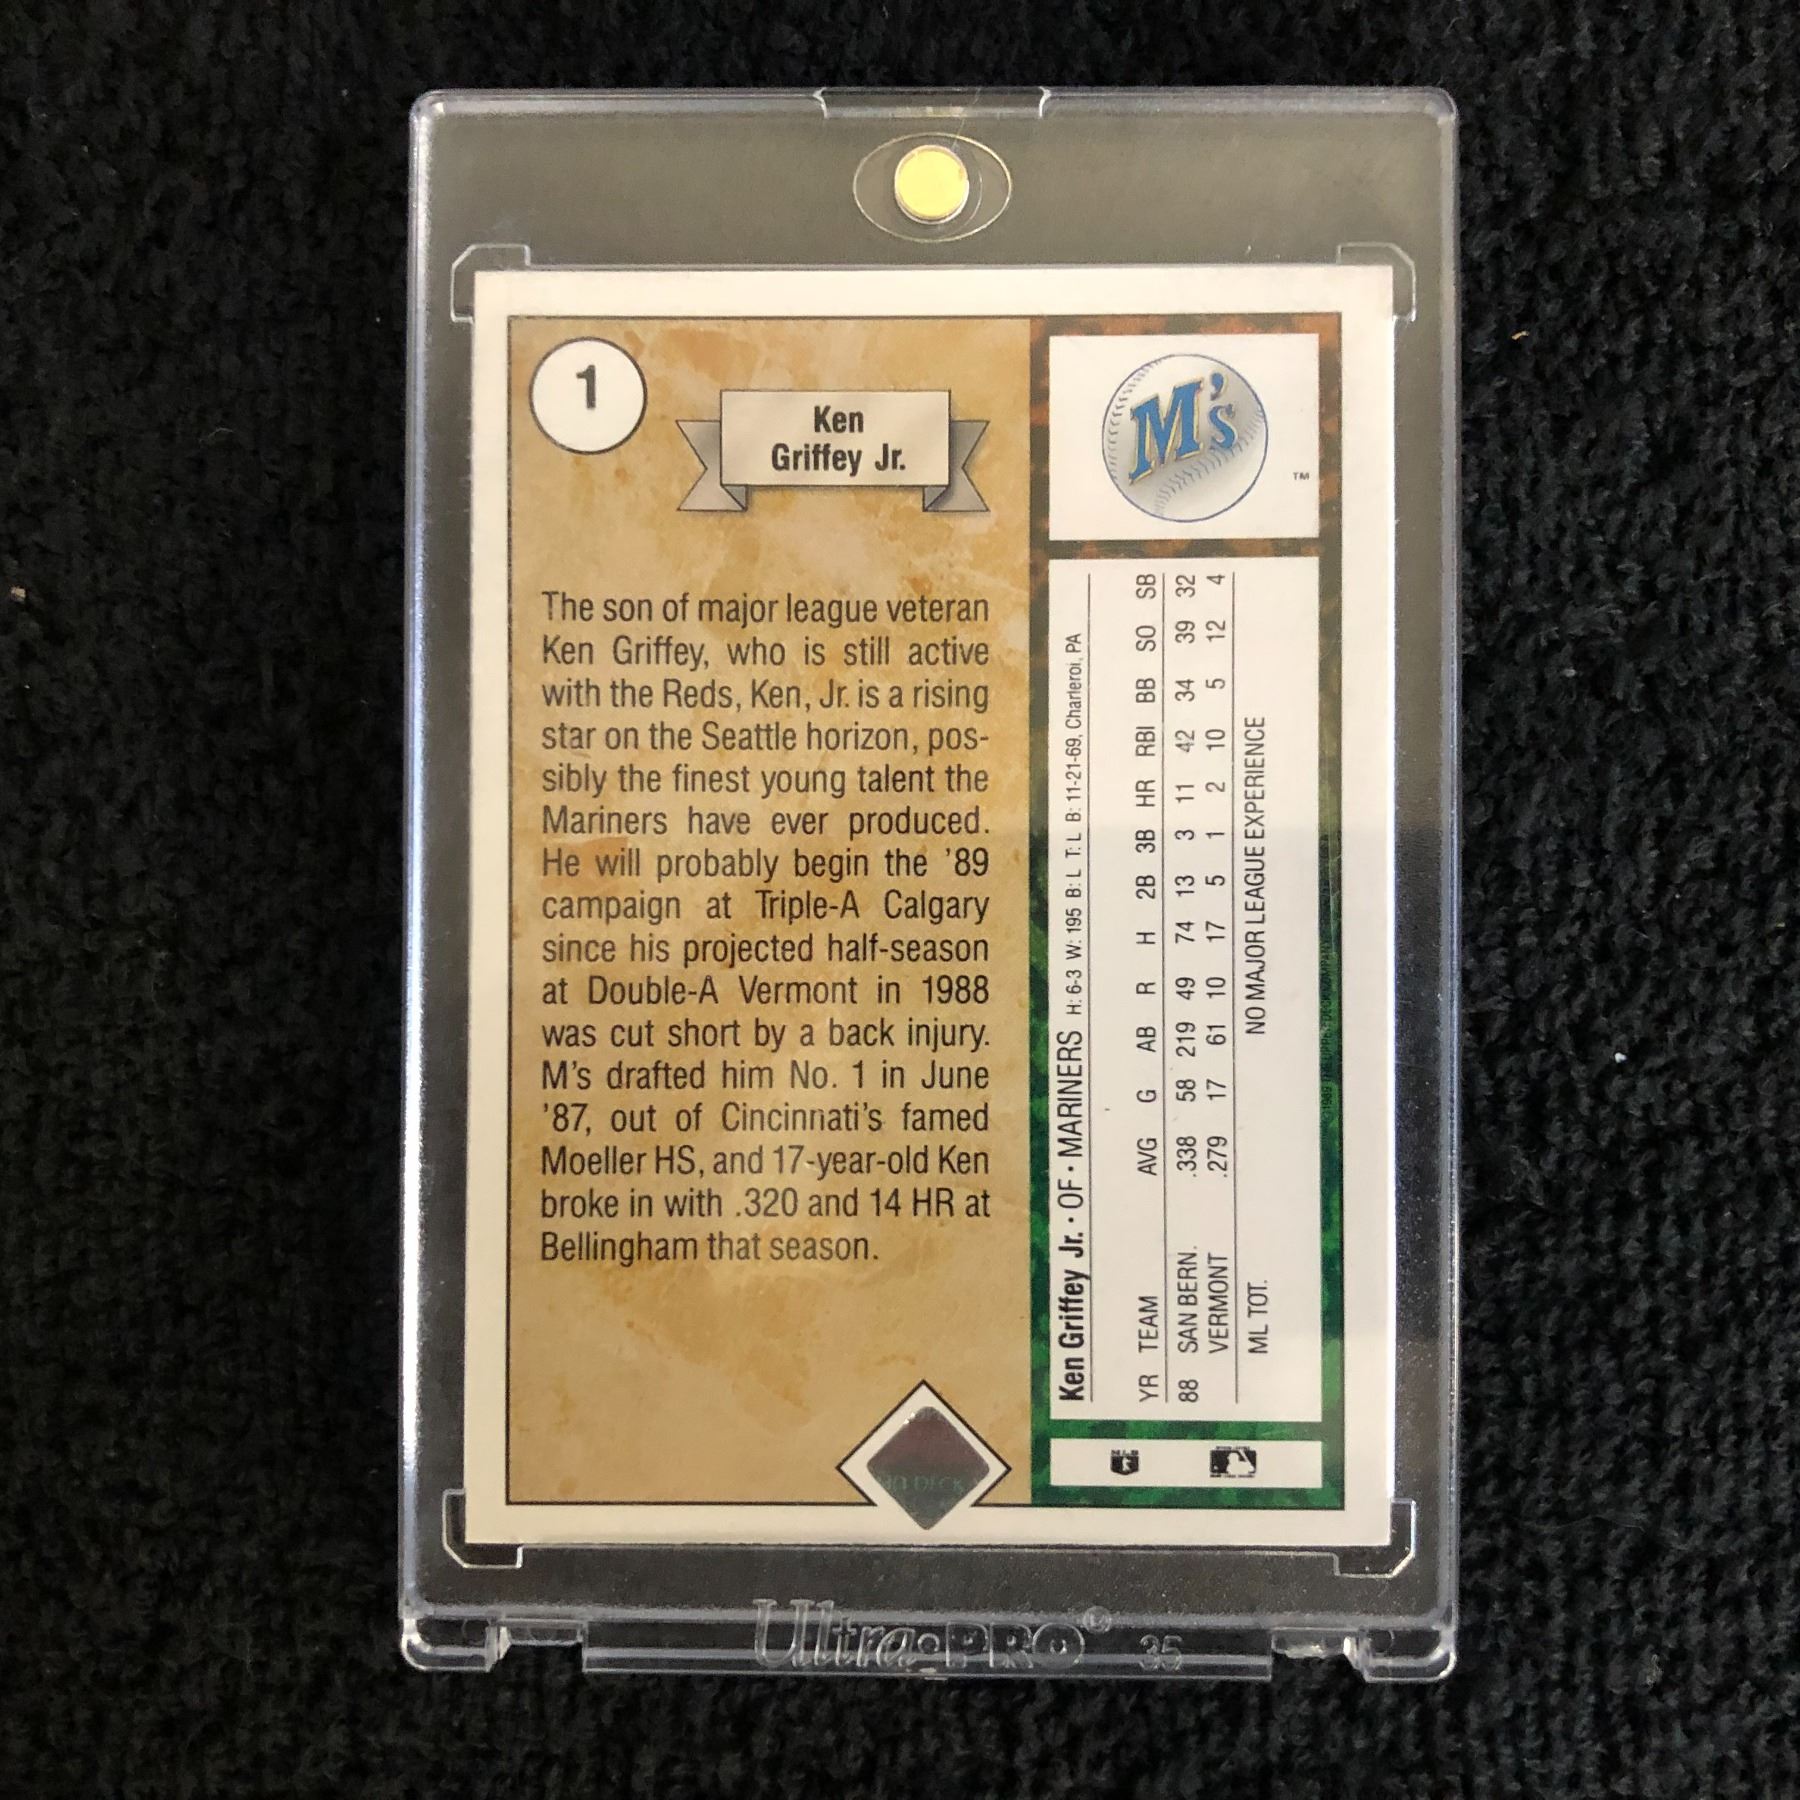 1
Ken
Griffey Jr.
The son of major league veteran
Ken Griffey, who is still active
with the Reds, Ken, Jr. is a rising
star on the Seattle horizon, pos-
sibly the finest young talent the
Mariners have ever produced.
He will probably begin the '89
campaign at Triple-A Calgary
since his projected half-season
at Double-A Vermont in 1988
was cut short by a back injury.
M's drafted him No. 1 in June
'87, out of Cincinnati's famed
Moeller HS, and 17-year-old Ken
broke in with .320 and 14 HR at
Bellingham that season.
M's
TM
Ken Griffey Jr. • OF • MARINERS H: 6-3 W: 195 B: L T: L B: 11-21-69, Charleroi, PA
YR TEAM AVG G AB R H 2B 3B HR RBI BB SO SB
88 SAN BERN. .338 58 219 49 74 13 3 11 42 34 39 32
VERMONT .279 17 61 10 17 5 1 2 10 5 12 4
ML TOT. NO MAJOR LEAGUE EXPERIENCE
DECK
Ultra•PRO® 35